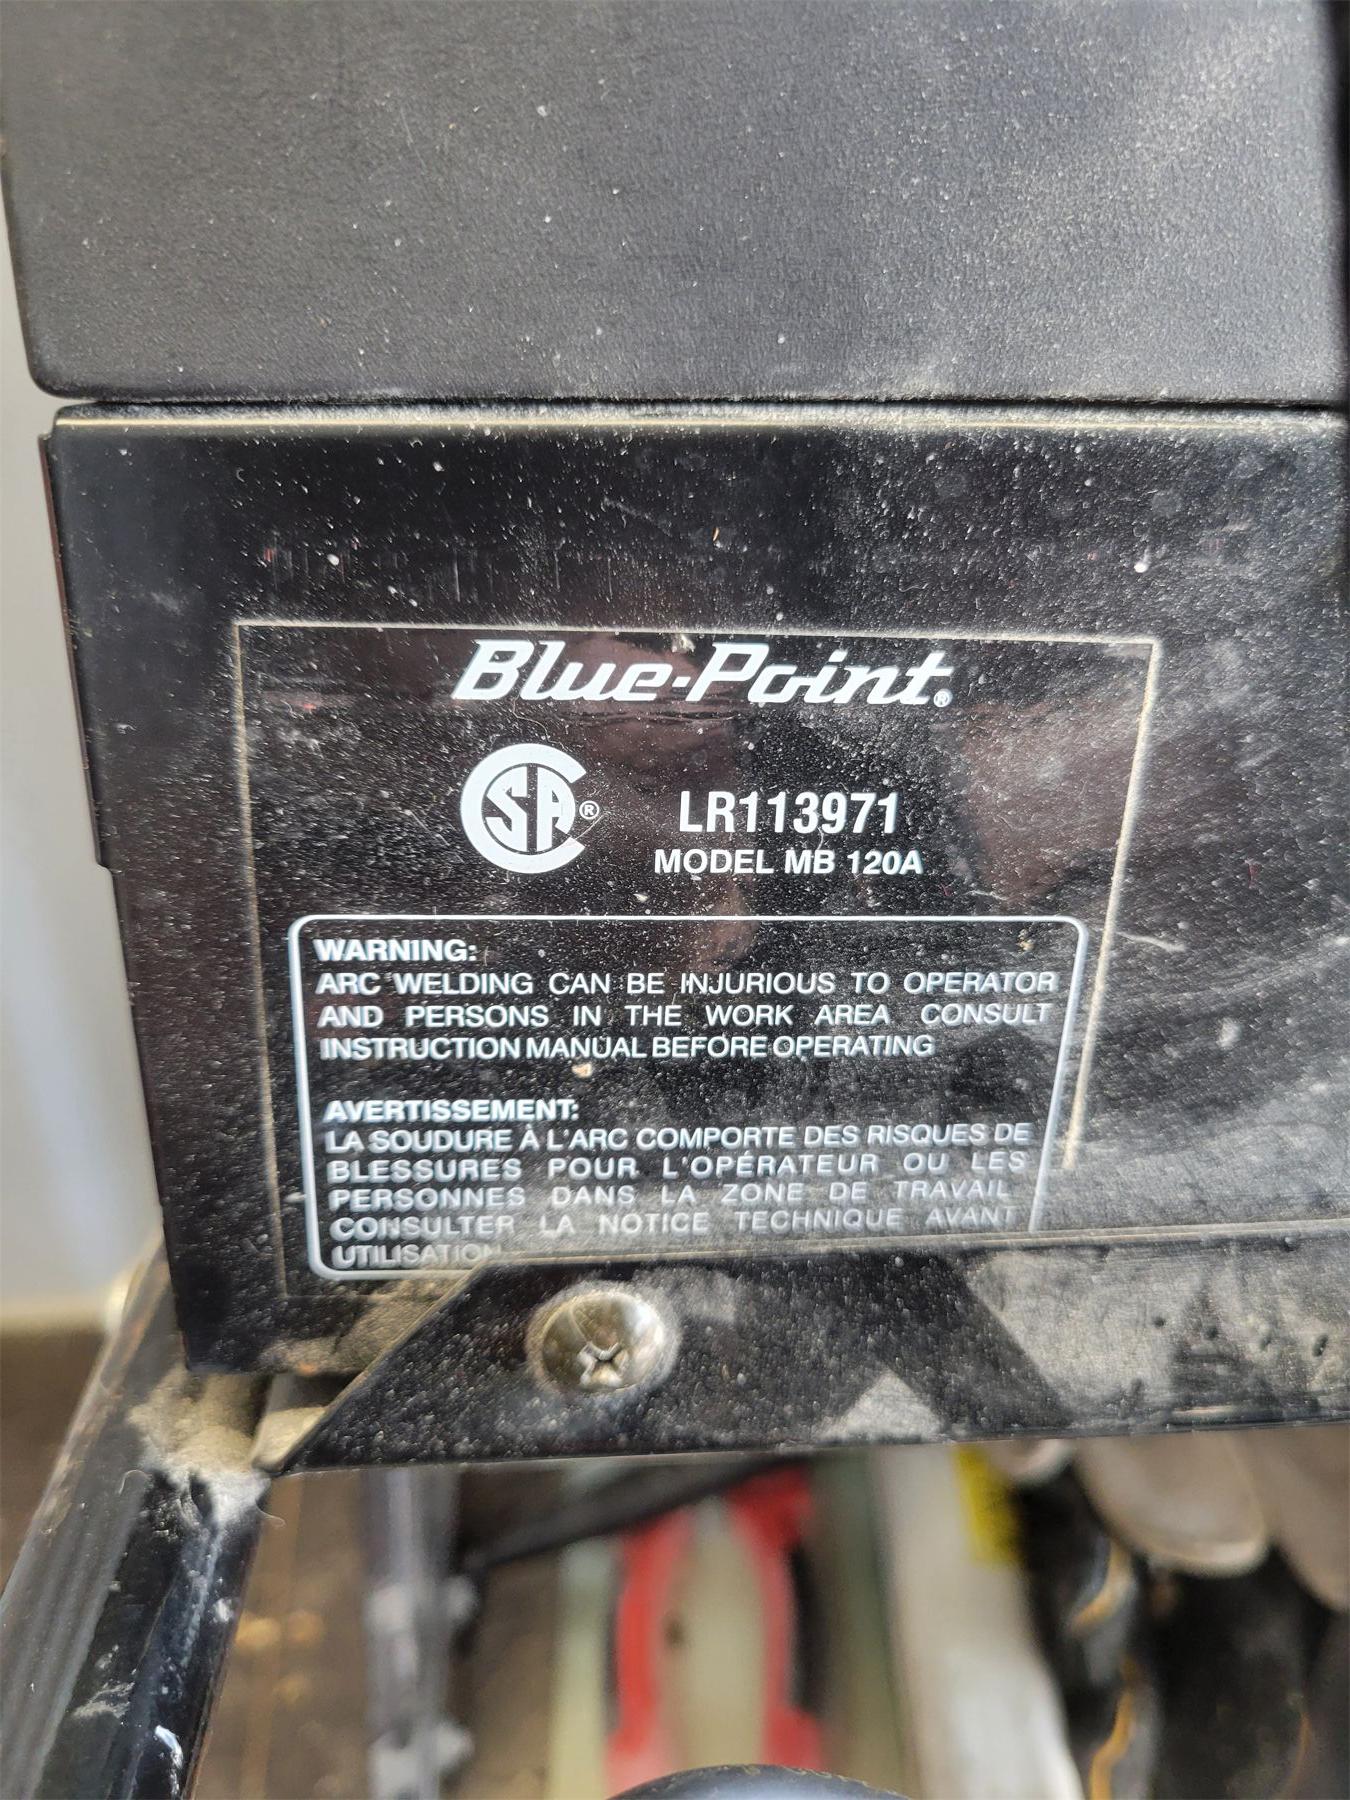 Blue-Point®
CSA® LR113971
MODEL MB 120A
WARNING:
ARC WELDING CAN BE INJURIOUS TO OPERATOR
AND PERSONS IN THE WORK AREA CONSULT
INSTRUCTION MANUAL BEFORE OPERATING
AVERTISSEMENT:
LA SOUDURE À L'ARC COMPORTE DES RISQUES DE
BLESSURES POUR L'OPÉRATEUR OU LES
PERSONNES DANS LA ZONE DE TRAVAIL
CONSULTER LA NOTICE TECHNIQUE AVANT
UTILISATION